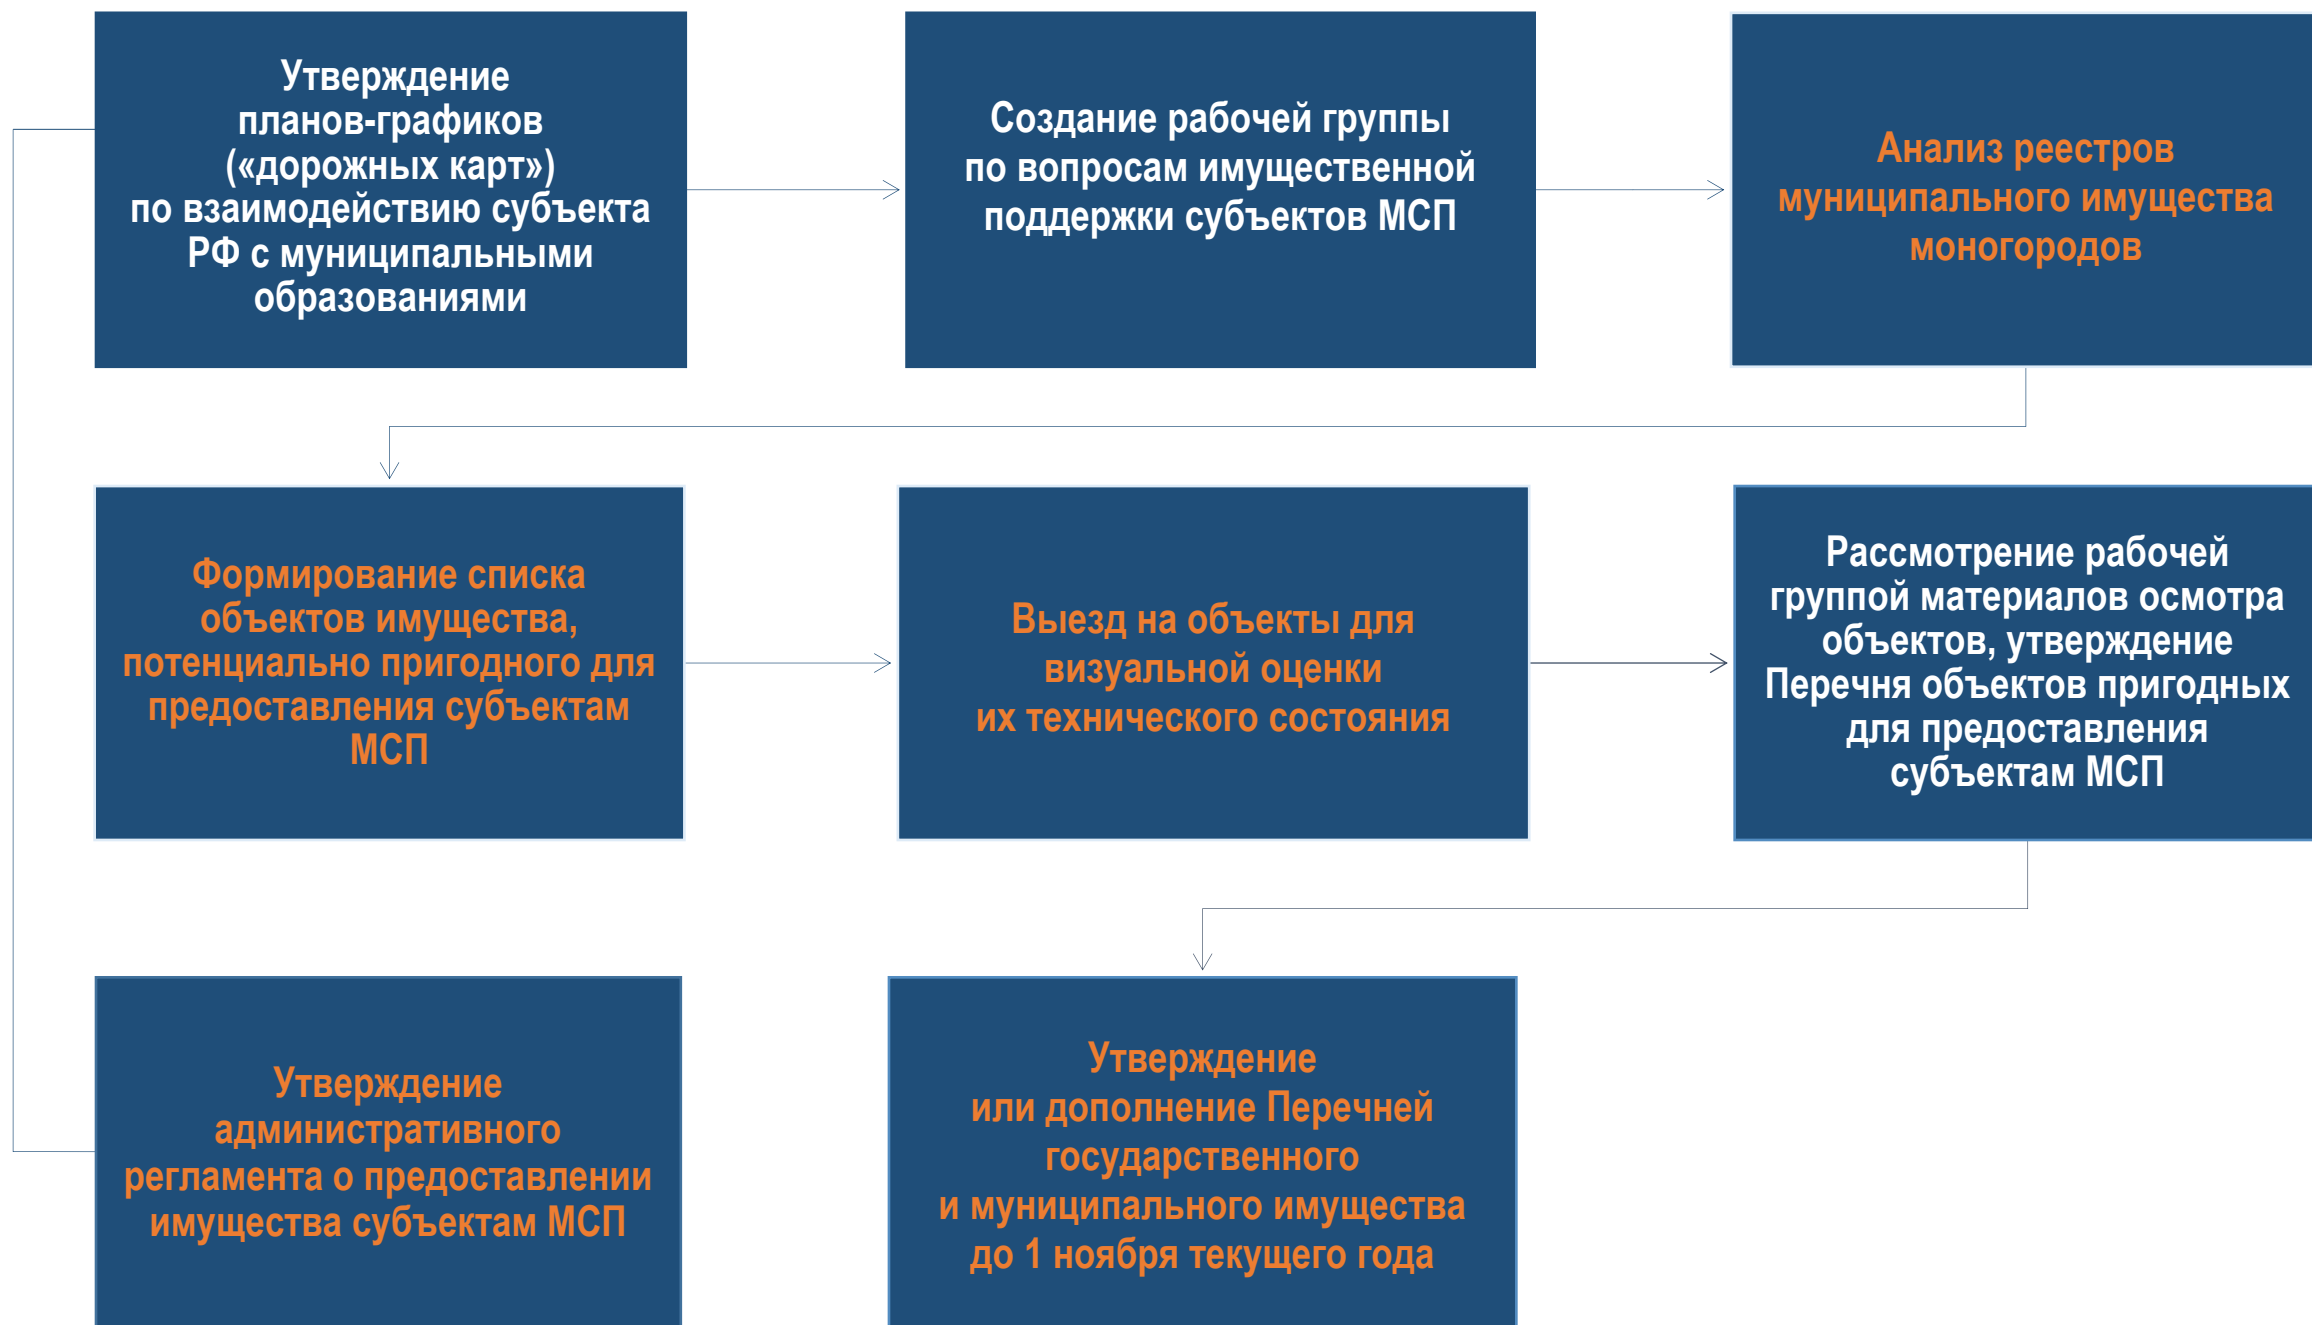 Утверждение
планов-графиков
(«дорожных карт»)
по взаимодействию субъекта
РФ с муниципальными
образованиями
Создание рабочей группы
по вопросам имущественной
поддержки субъектов МСП
Анализ реестров
муниципального имущества
моногородов
Формирование списка
объектов имущества,
потенциально пригодного для
предоставления субъектам
МСП
Выезд на объекты для
визуальной оценки
их технического состояния
Рассмотрение рабочей
группой материалов осмотра
объектов, утверждение
Перечня объектов пригодных
для предоставления
субъектам МСП
Утверждение
административного
регламента о предоставлении
имущества субъектам МСП
Утверждение
или дополнение Перечней
государственного
и муниципального имущества
до 1 ноября текущего года